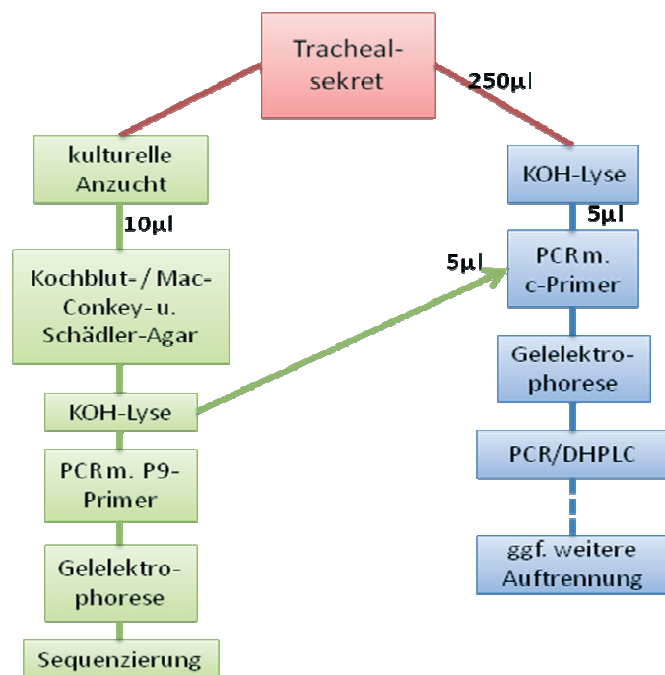 Tracheal-
sekret
250µl
kulturelle
Anzucht
10µl
Kochblut-/ Mac-
Conkey- u.
Schädler-Agar
KOH-Lyse
PCR m. P9-
Primer
Gelelektro-
phorese
Sequenzierung
KOH-Lyse
5µl
5µl
PCR m.
c-Primer
Gelelektro-
phorese
PCR/DHPLC
ggf. weitere
Auftrennung